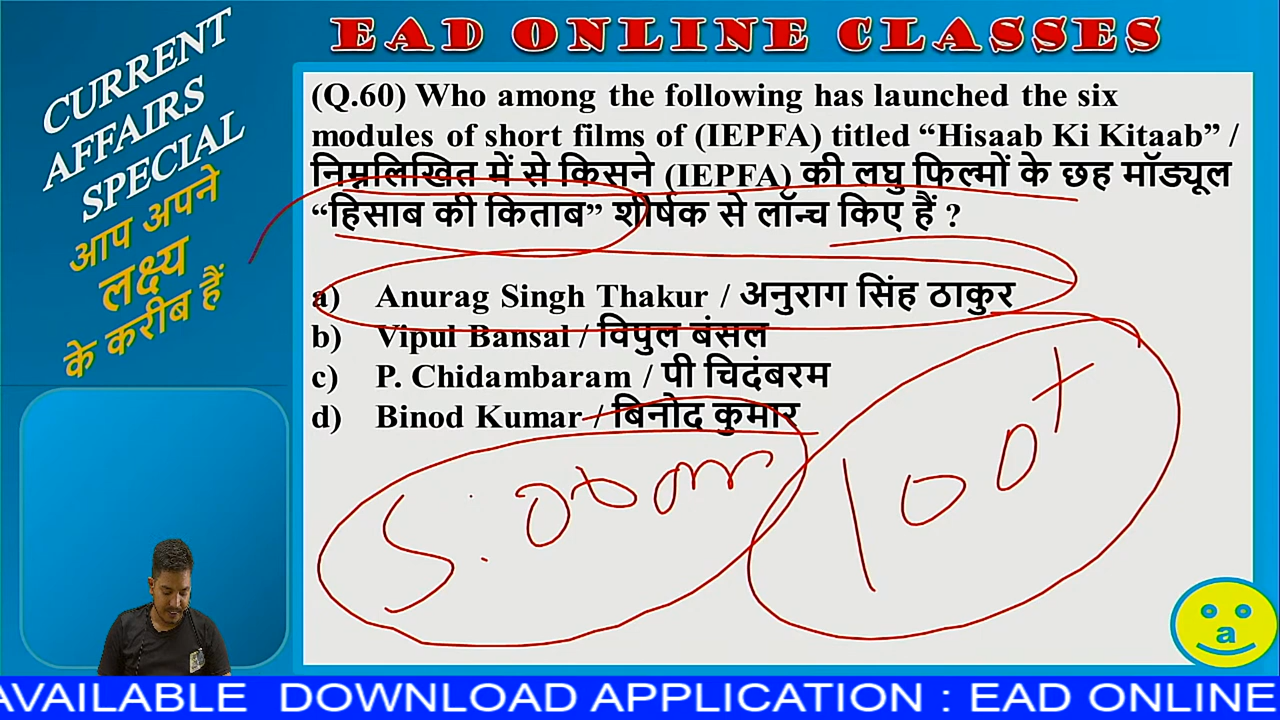 EAD ONLINE CLASSES
CURRENT
AFFAIRS
SPECIAL
आप अपने
लक्ष्य
के करीब हैं
(Q.60) Who among the following has launched the six
modules of short films of (IEPFA) titled “Hisaab Ki Kitaab” /
निम्नलिखित में से किसने (IEPFA) की लघु फिल्मों के छह मॉड्यूल
“हिसाब की किताब” शीर्षक से लॉन्च किए हैं ?
a) Anurag Singh Thakur / अनुराग सिंह ठाकुर
b) Vipul Bansal / विपुल बंसल
c) P. Chidambaram / पी चिदंबरम
d) Binod Kumar / बिनोद कुमार
100+
a
AVAILABLE DOWNLOAD APPLICATION : EAD ONLINE